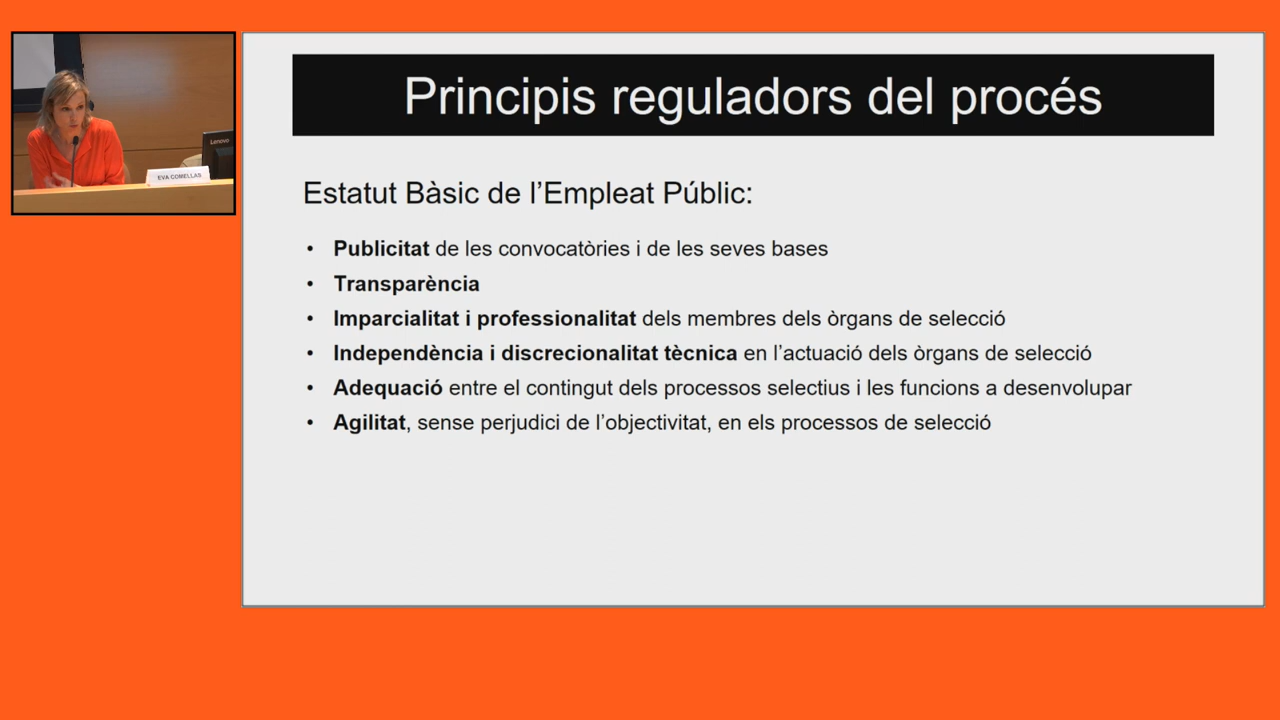 Principis reguladors del procés
Estatut Bàsic de l'Empleat Públic:
• Publicitat de les convocatòries i de les seves bases
• Transparència
• Imparcialitat i professionalitat dels membres dels òrgans de selecció
• Independència i discrecionalitat tècnica en l'actuació dels òrgans de selecció
• Adequació entre el contingut dels processos selectius i les funcions a desenvolupar
• Agilitat, sense perjudici de l'objectivitat, en els processos de selecció
Lenovo
EVA COMELLAS